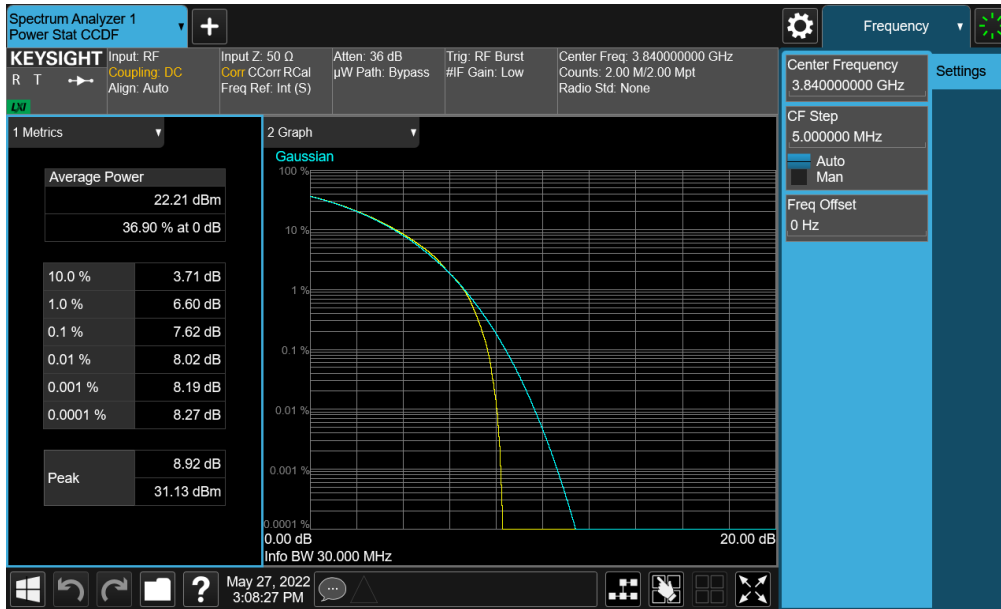 Spectrum Analyzer 1
Power Stat CCDF
Frequency
KEYSIGHT
R T
LXI
Input: RF
Coupling: DC
Align: Auto
Input Z: 50 Ω
Corr CCorr RCal
Freq Ref: Int (S)
Atten: 36 dB
µW Path: Bypass
Trig: RF Burst
#IF Gain: Low
Center Freq: 3.840000000 GHz
Counts: 2.00 M/2.00 Mpt
Radio Std: None
Center Frequency
3.840000000 GHz
Settings
CF Step
5.000000 MHz
Auto
Man
Freq Offset
0 Hz
1 Metrics
Average Power
22.21 dBm
36.90 % at 0 dB
10.0 % 3.71 dB
1.0 % 6.60 dB
0.1 % 7.62 dB
0.01 % 8.02 dB
0.001 % 8.19 dB
0.0001 % 8.27 dB
Peak 8.92 dB
31.13 dBm
2 Graph
Gaussian
100 %
10 %
1 %
0.1 %
0.01 %
0.001 %
0.0001 %
0.00 dB 20.00 dB
Info BW 30.000 MHz
?
May 27, 2022
3:08:27 PM